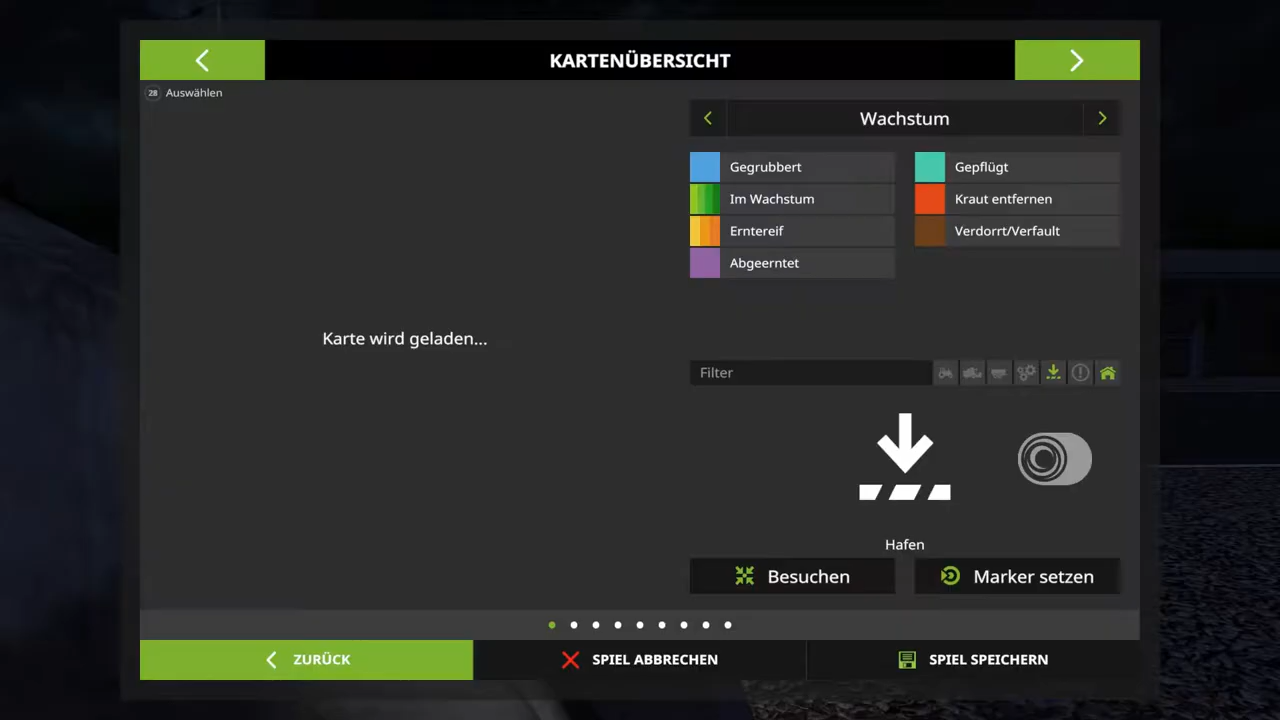 KARTENÜBERSICHT
28 Auswählen
Wachstum
Gegrubbert
Gepflügt
Im Wachstum
Kraut entfernen
Erntereif
Verdorrt/Verfault
Abgeerntet
Karte wird geladen...
Filter
Hafen
Besuchen
Marker setzen
ZURÜCK
SPIEL ABBRECHEN
SPIEL SPEICHERN